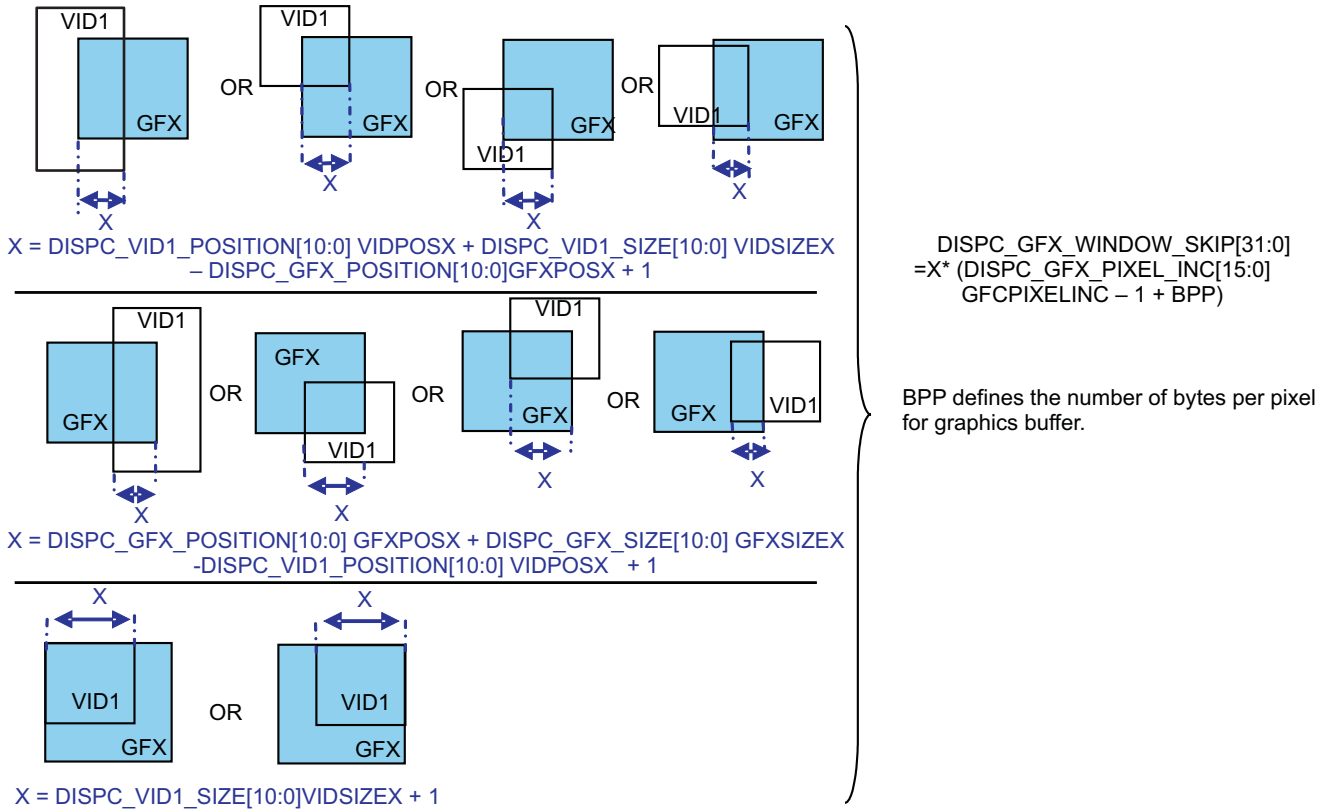 VID1
GFX
X
OR
VID1
GFX
X
OR
GFX
VID1
X
OR
VID1
GFX
X
X = DISPC_VID1_POSITION[10:0] VIDPOSX + DISPC_VID1_SIZE[10:0] VIDSIZEX
– DISPC_GFX_POSITION[10:0]GFXPOSX + 1
VID1
GFX
X
OR
GFX
VID1
X
OR
VID1
GFX
X
OR
GFX
VID1
X
X = DISPC_GFX_POSITION[10:0] GFXPOSX + DISPC_GFX_SIZE[10:0] GFXSIZEX
-DISPC_VID1_POSITION[10:0] VIDPOSX + 1
X
VID1
GFX
OR
X
VID1
GFX
X = DISPC_VID1_SIZE[10:0]VIDSIZEX + 1
DISPC_GFX_WINDOW_SKIP[31:0]
=X* (DISPC_GFX_PIXEL_INC[15:0]
GFCPIXELINC – 1 + BPP)
BPP defines the number of bytes per pixel
for graphics buffer.